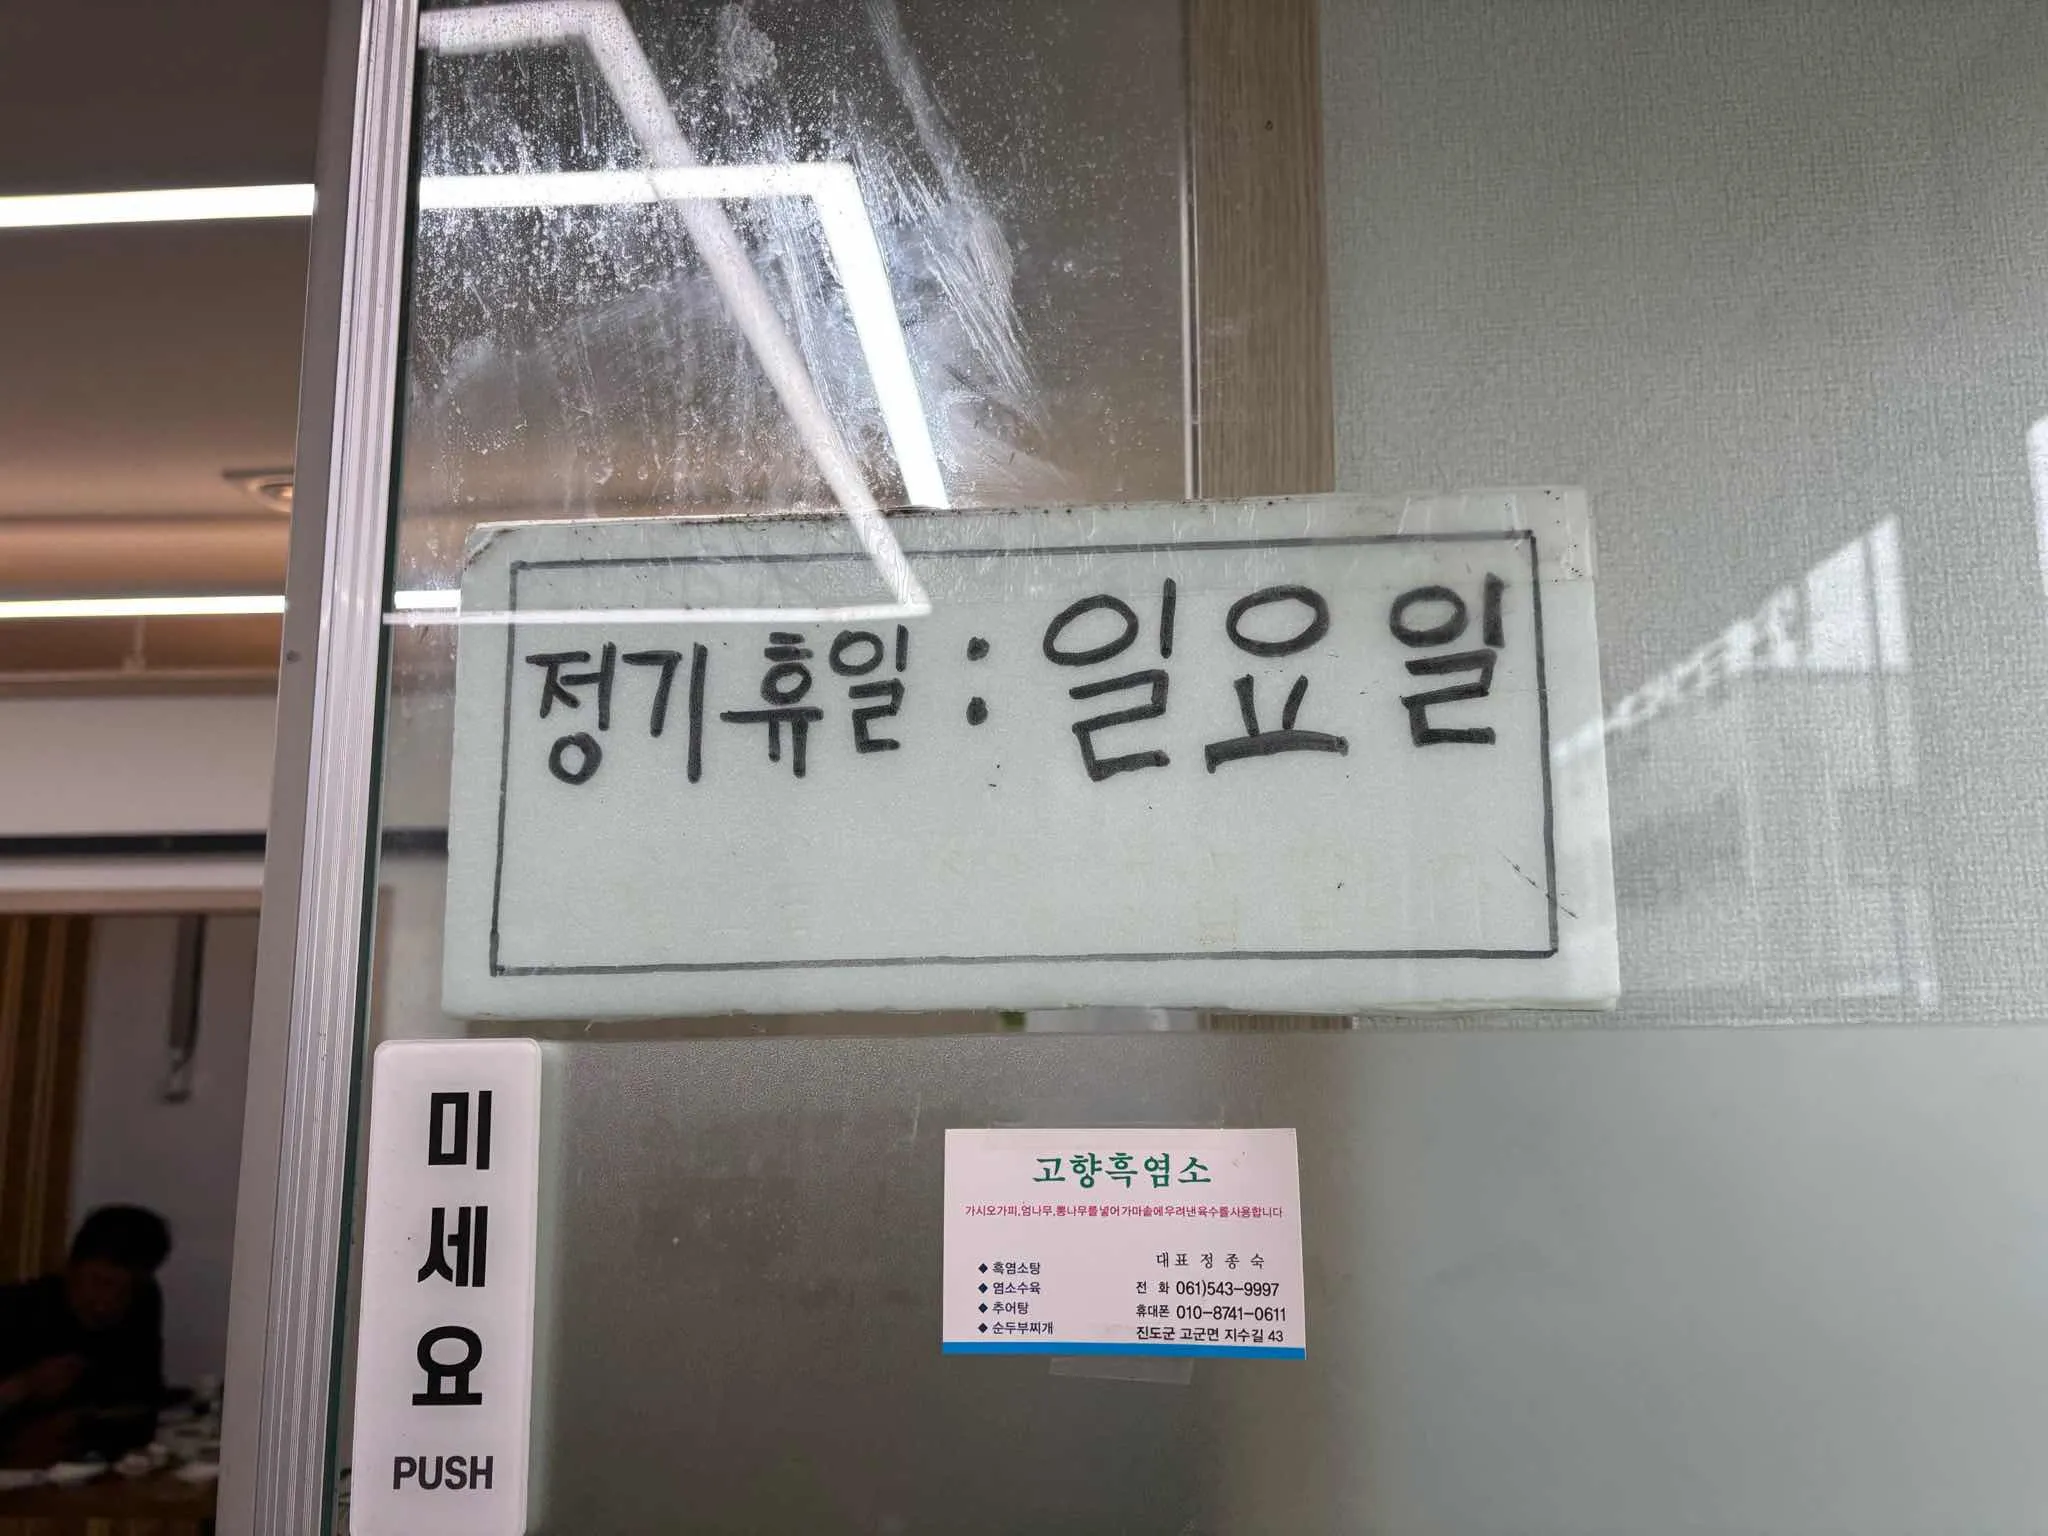 정기휴일 : 일요일
미세요
PUSH
고향흑염소
가시오가피,엄나무,뽕나무를넣어가마솥에우려낸육수를사용합니다
◆ 흑염소탕
◆ 염소수육
◆ 추어탕
◆ 순두부찌개
대표 정종숙
전 화 061)543-9997
휴대폰 010-8741-0611
진도군 고군면 지수길 43